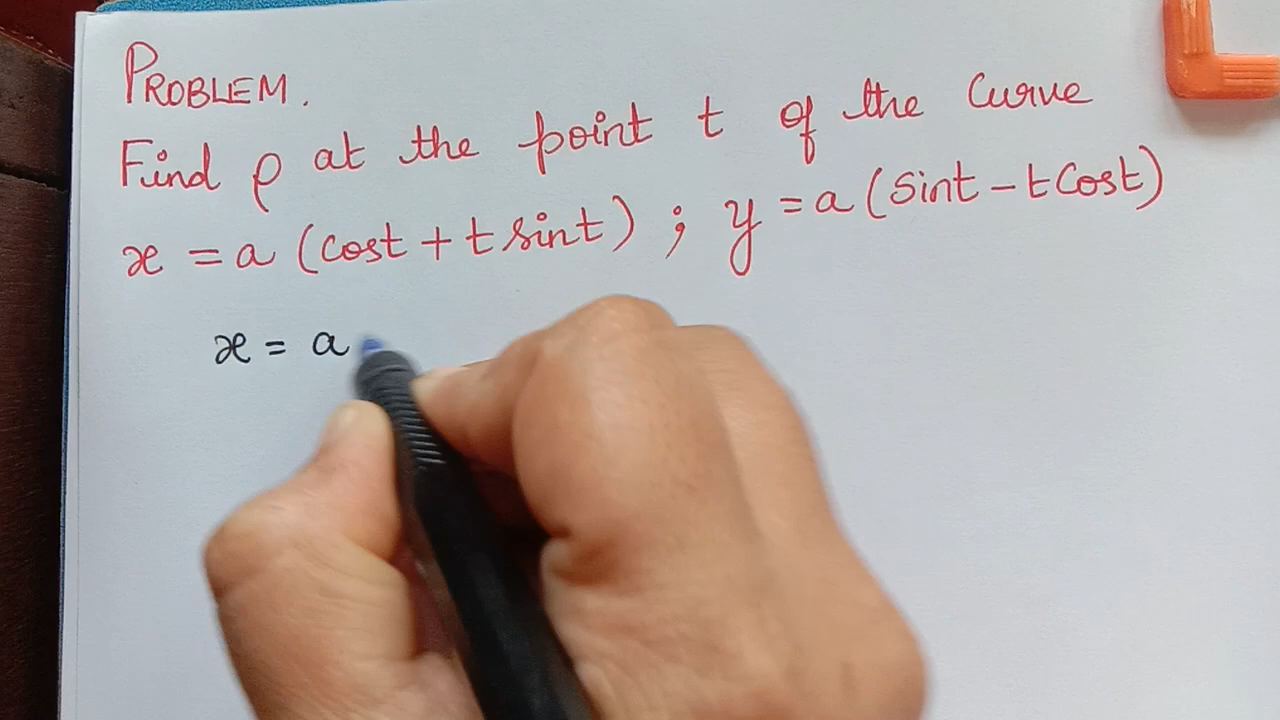 PROBLEM.
Find ρ at the point t of the Curve
x = a (Cost + t sint) ; y = a (Sint - t Cost)
x = a